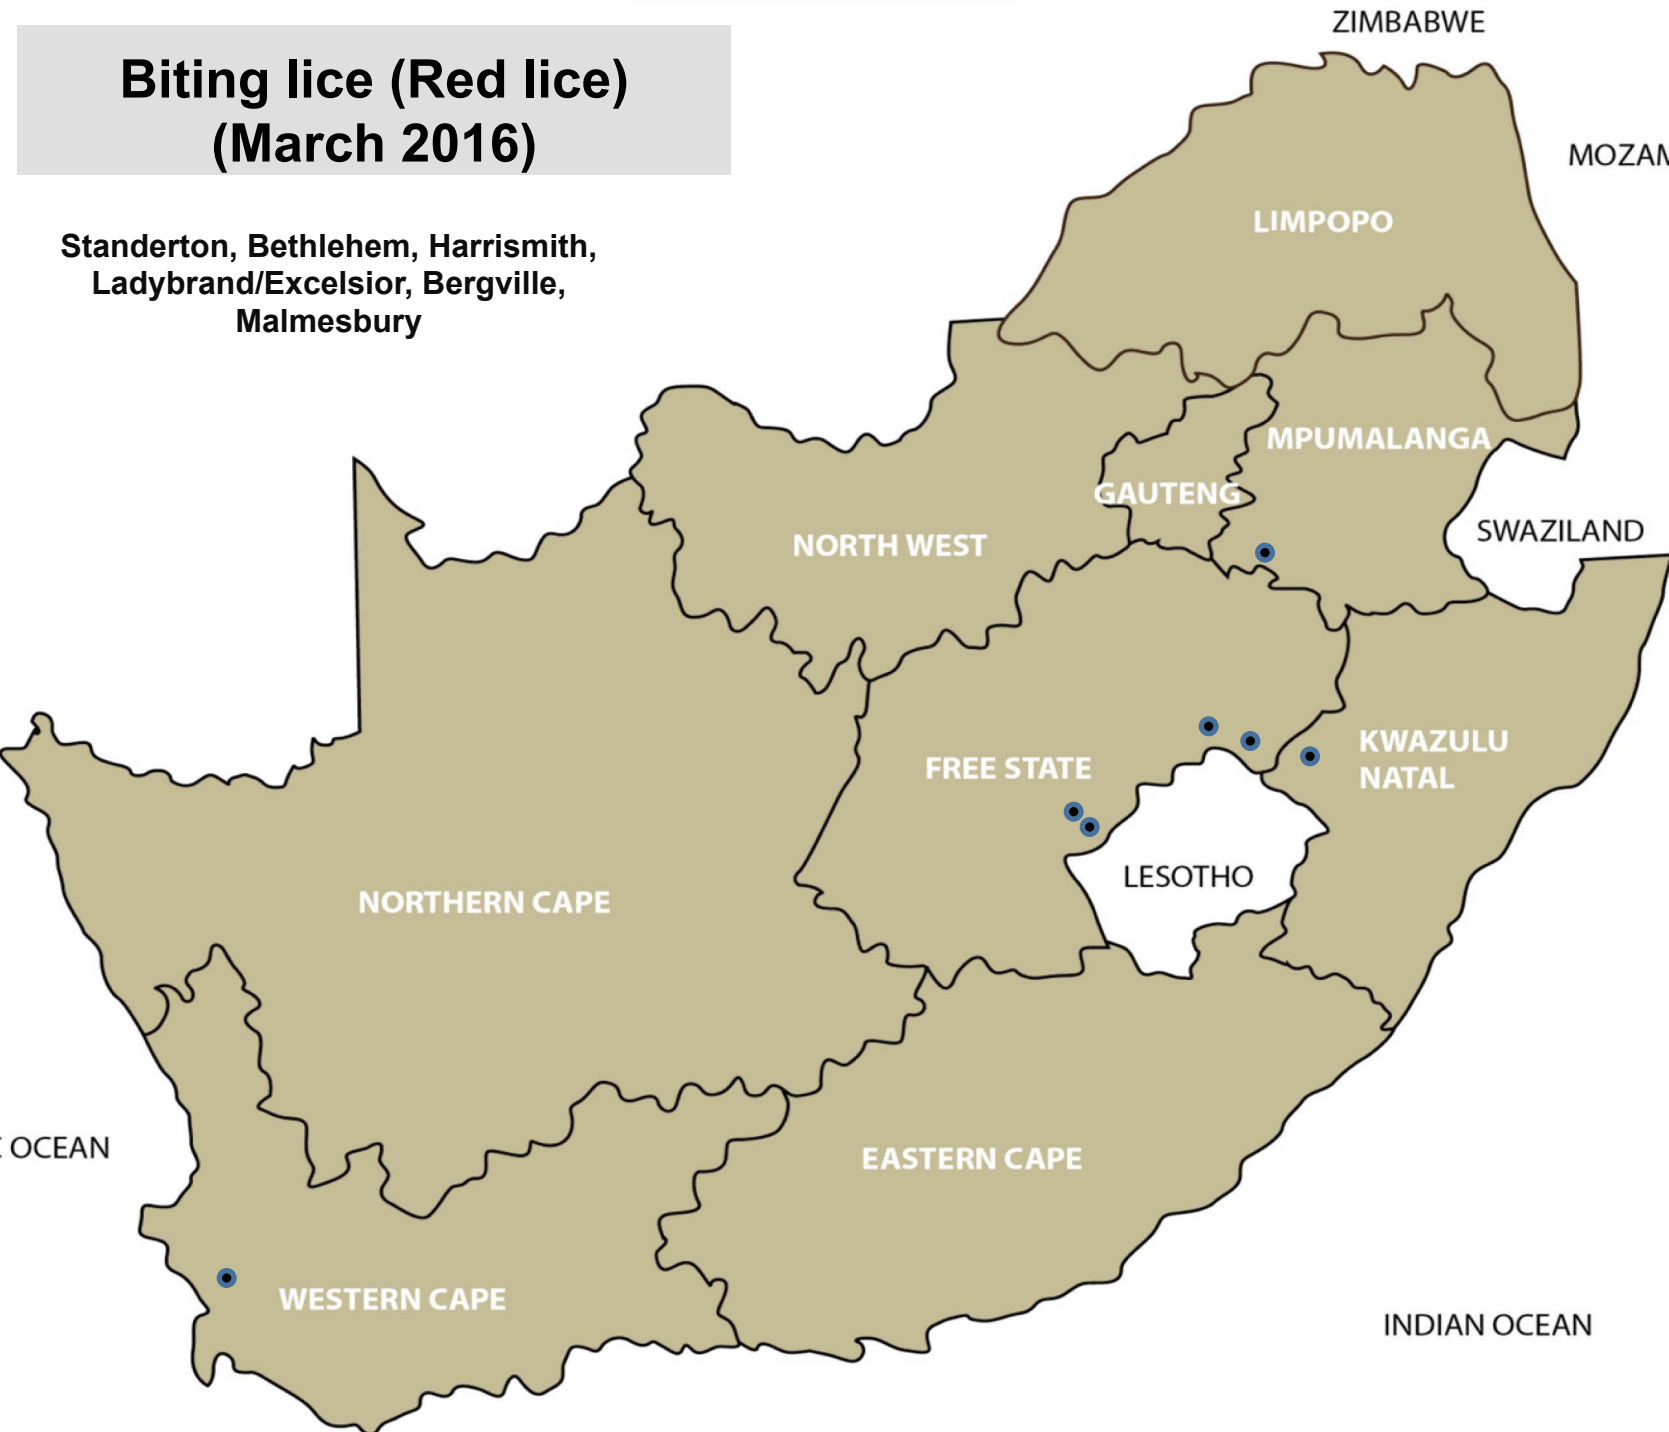 Biting lice (Red lice)
(March 2016)
Standerton, Bethlehem, Harrismith,
Ladybrand/Excelsior, Bergville,
Malmesbury
ZIMBABWE
MOZAM
LIMPOPO
MPUMALANGA
GAUTENG
SWAZILAND
NORTH WEST
KWAZULU
NATAL
FREE STATE
LESOTHO
NORTHERN CAPE
OCEAN
EASTERN CAPE
WESTERN CAPE
INDIAN OCEAN